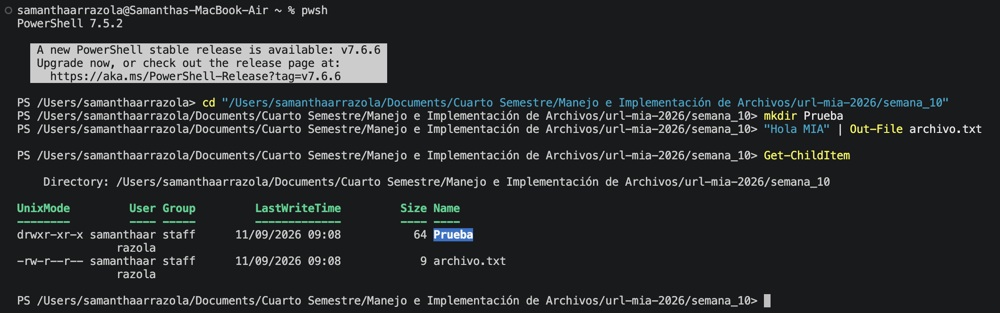 samanthaarrazola@Samanthas-MacBook-Air ~ % pwsh
PowerShell 7.5.2
A new PowerShell stable release is available: v7.6.6
Upgrade now, or check out the release page at:
https://aka.ms/PowerShell-Release?tag=v7.6.6
PS /Users/samanthaarrazola> cd "/Users/samanthaarrazola/Documents/Cuarto Semestre/Manejo e Implementación de Archivos/url-mia-2026/semana_10"
PS /Users/samanthaarrazola/Documents/Cuarto Semestre/Manejo e Implementación de Archivos/url-mia-2026/semana_10> mkdir Prueba
PS /Users/samanthaarrazola/Documents/Cuarto Semestre/Manejo e Implementación de Archivos/url-mia-2026/semana_10> "Hola MIA" | Out-File archivo.txt
PS /Users/samanthaarrazola/Documents/Cuarto Semestre/Manejo e Implementación de Archivos/url-mia-2026/semana_10> Get-ChildItem
Directory: /Users/samanthaarrazola/Documents/Cuarto Semestre/Manejo e Implementación de Archivos/url-mia-2026/semana_10
UnixMode         User Group         LastWriteTime         Size Name
--------         ---- -----         -------------         ---- ----
drwxr-xr-x samanthaar staff      11/09/2026 09:08           64 Prueba
razola
-rw-r--r-- samanthaar staff      11/09/2026 09:08            9 archivo.txt
razola
PS /Users/samanthaarrazola/Documents/Cuarto Semestre/Manejo e Implementación de Archivos/url-mia-2026/semana_10>